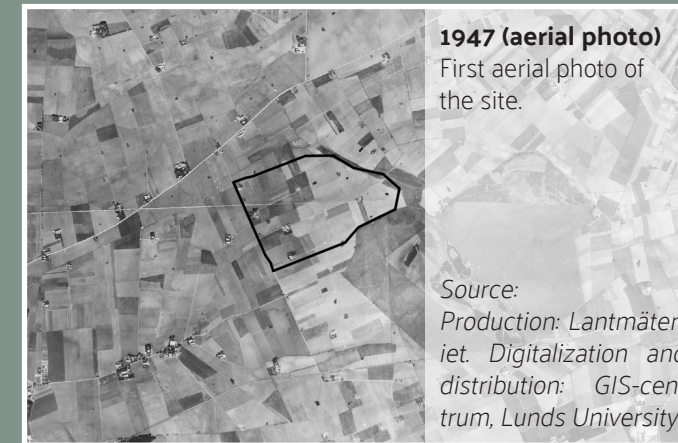 1947 (aerial photo)
First aerial photo of
the site.
Source:
Production: Lantmäter
iet. Digitalization and
distribution: GIS-cen
trum, Lunds University